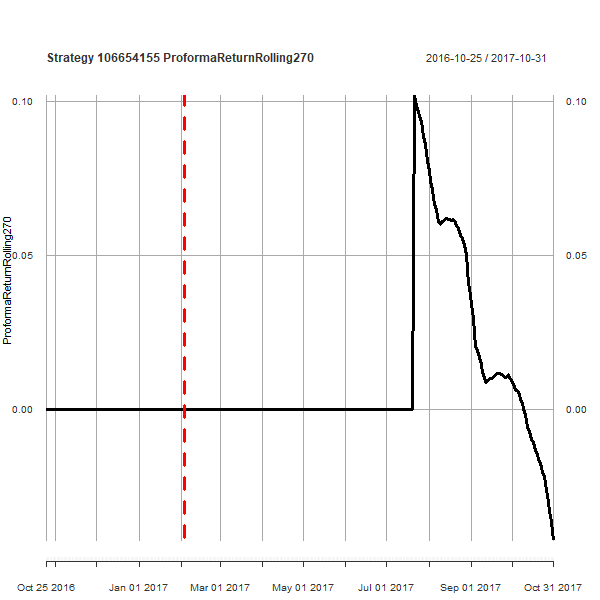 Strategy 106654155 ProformaReturnRolling270
2016-10-25 / 2017-10-31
0.10
0.10
0.05
0.05
0.00
0.00
ProformaReturnRolling270
Oct 25 2016
Jan 01 2017
Mar 01 2017
May 01 2017
Jul 01 2017
Sep 01 2017
Oct 31 2017